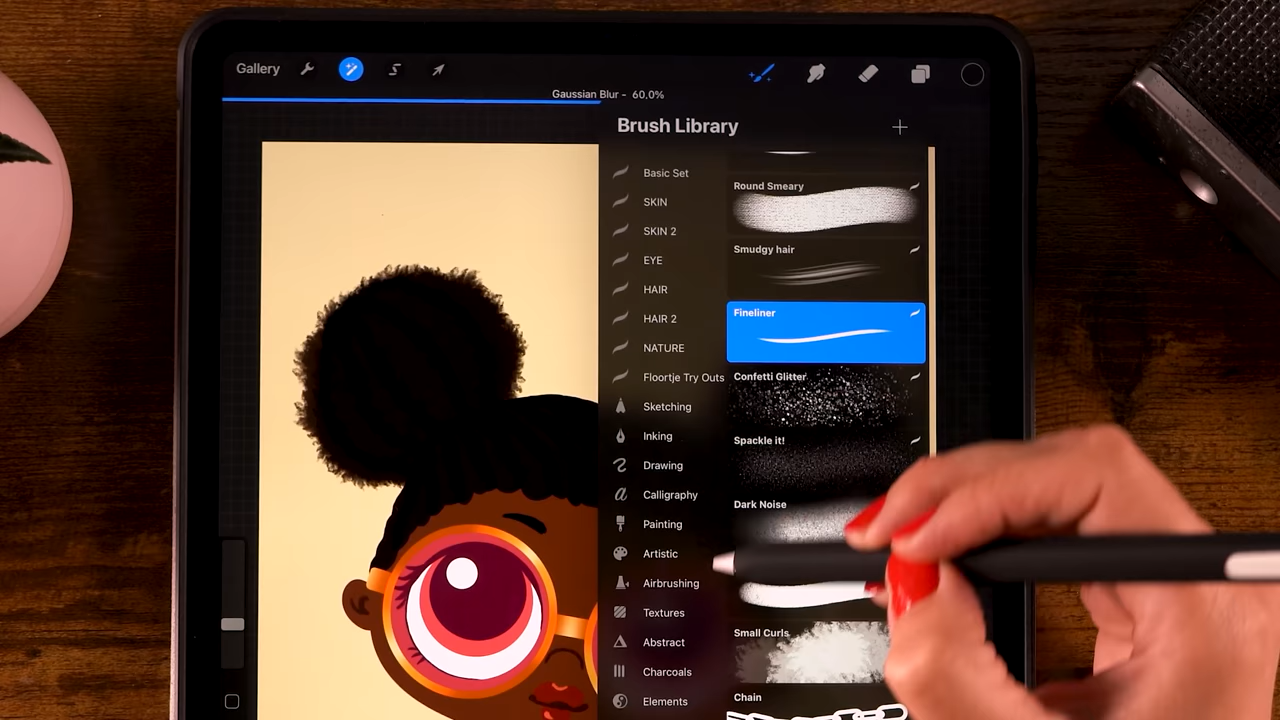 Gallery
Gaussian Blur - 60,0%
Brush Library
Basic Set
SKIN
SKIN 2
EYE
HAIR
HAIR 2
NATURE
Floortje Try Outs
Sketching
Inking
Drawing
Calligraphy
Painting
Artistic
Airbrushing
Textures
Abstract
Charcoals
Elements
Round Smeary
Smudgy hair
Fineliner
Confetti Glitter
Spackle it!
Dark Noise
Small Curls
Chain